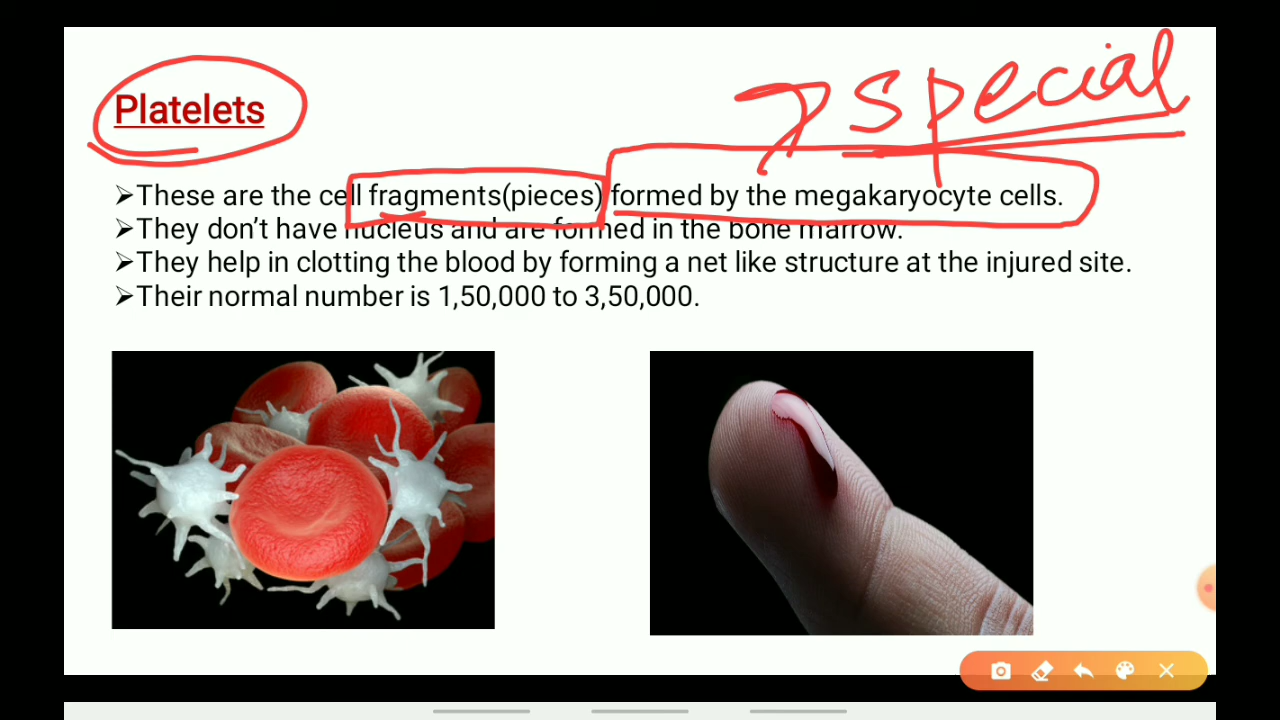 special
Platelets
➢These are the cell fragments(pieces) formed by the megakaryocyte cells.
➢They don’t have nucleus and are formed in the bone marrow.
➢They help in clotting the blood by forming a net like structure at the injured site.
➢Their normal number is 1,50,000 to 3,50,000.